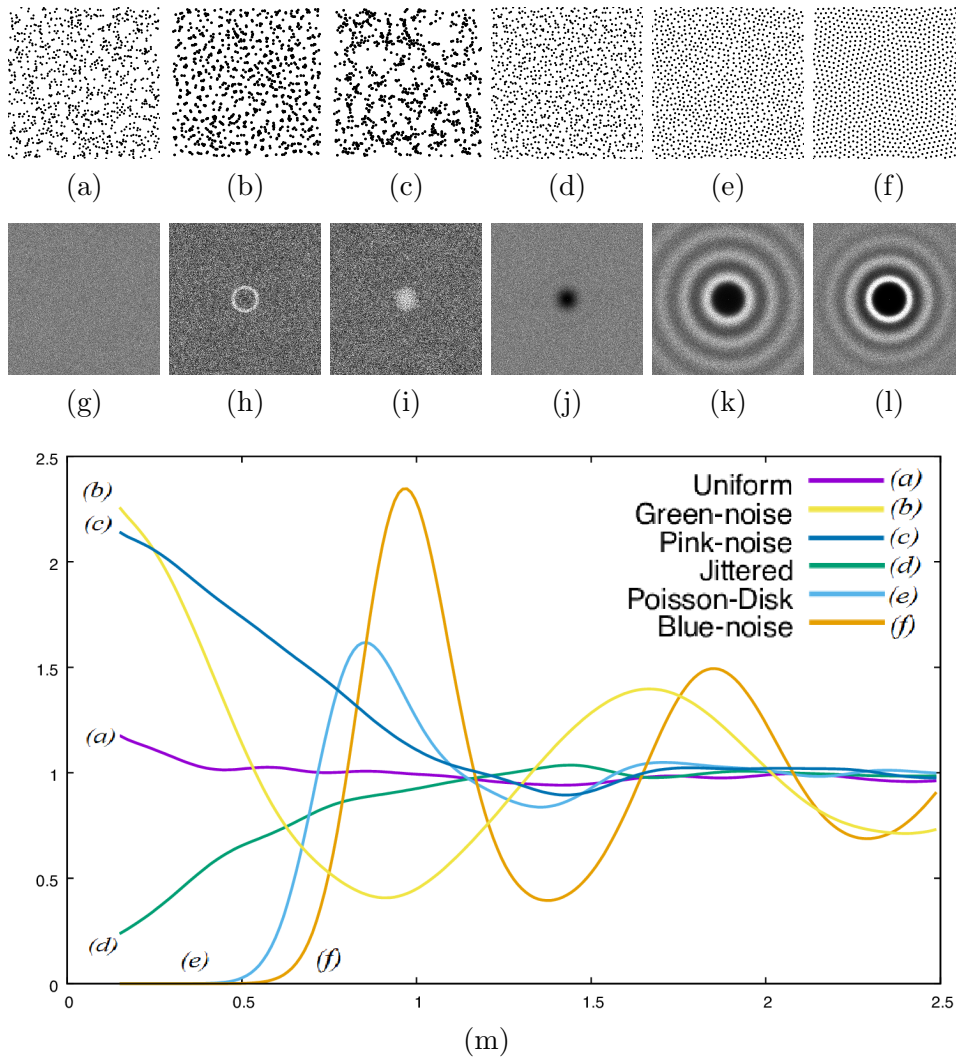 (a) (b) (c) (d) (e) (f)
(g) (h) (i) (j) (k) (l)
2.5
2
1.5
1
0.5
0
(b)
(c)
(a)
(d)
(e)
(f)
Uniform (a)
Green-noise (b)
Pink-noise (c)
Jittered (d)
Poisson-Disk (e)
Blue-noise (f)
0 0.5 1 1.5 2 2.5
(m)